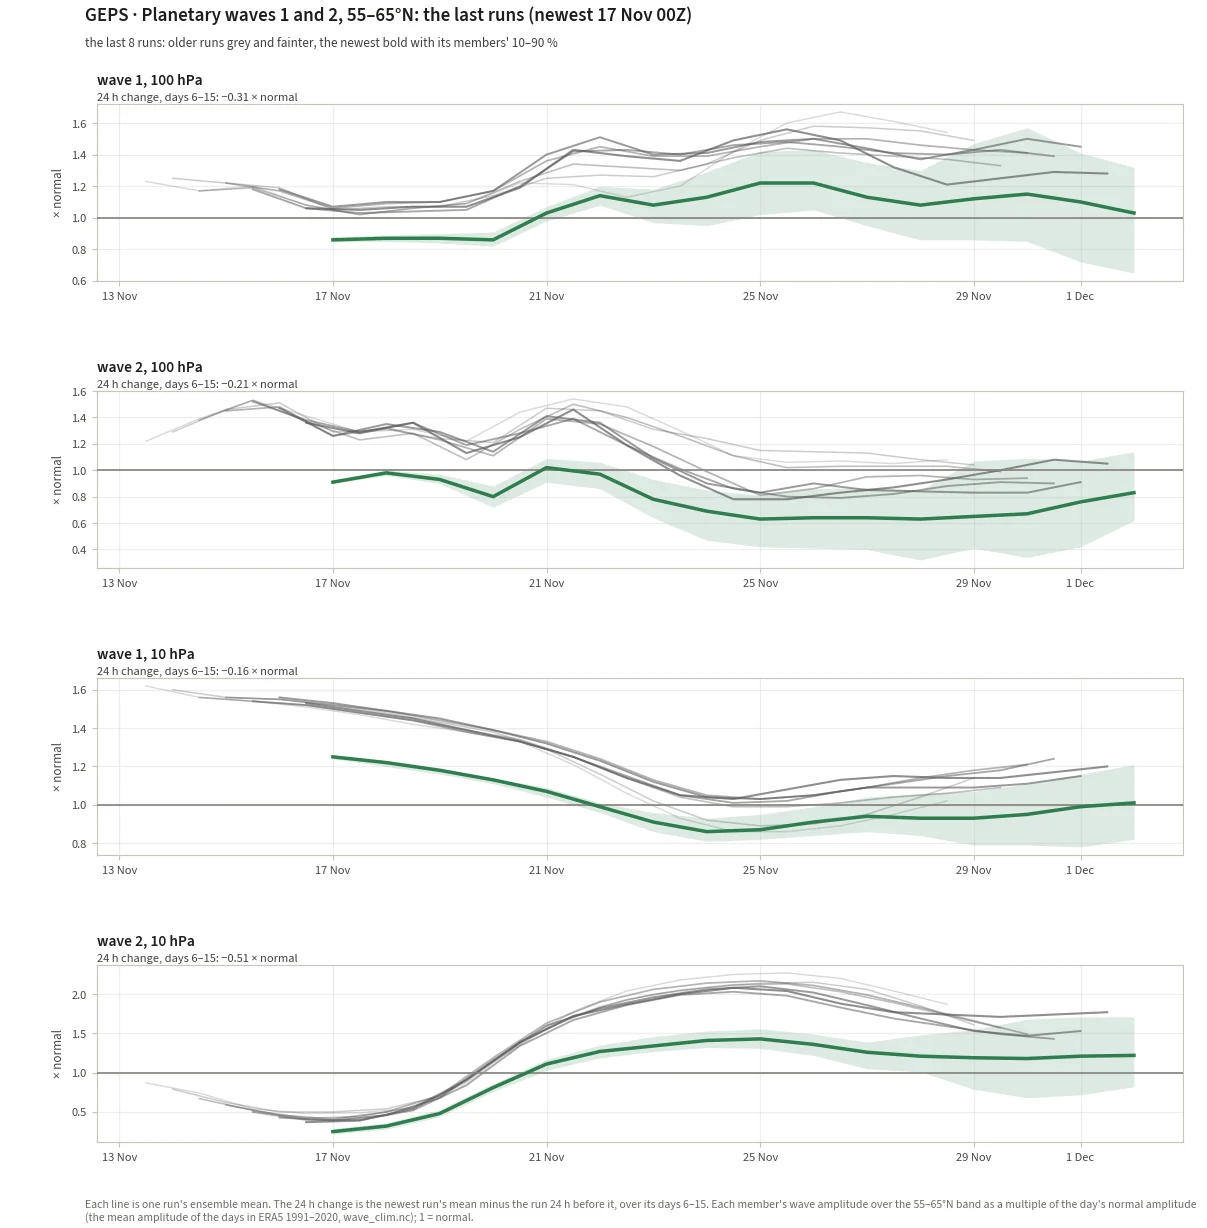 GEPS · Planetary waves 1 and 2, 55–65°N: the last runs (newest 17 Nov 00Z)
the last 8 runs: older runs grey and fainter, the newest bold with its members' 10–90 %
wave 1, 100 hPa
24 h change, days 6–15: −0.31 × normal
× normal
1.6
1.4
1.2
1.0
0.8
0.6
13 Nov 17 Nov 21 Nov 25 Nov 29 Nov 1 Dec
wave 2, 100 hPa
24 h change, days 6–15: −0.21 × normal
× normal
1.6
1.4
1.2
1.0
0.8
0.6
0.4
13 Nov 17 Nov 21 Nov 25 Nov 29 Nov 1 Dec
wave 1, 10 hPa
24 h change, days 6–15: −0.16 × normal
× normal
1.6
1.4
1.2
1.0
0.8
13 Nov 17 Nov 21 Nov 25 Nov 29 Nov 1 Dec
wave 2, 10 hPa
24 h change, days 6–15: −0.51 × normal
× normal
2.0
1.5
1.0
0.5
13 Nov 17 Nov 21 Nov 25 Nov 29 Nov 1 Dec
Each line is one run's ensemble mean. The 24 h change is the newest run's mean minus the run 24 h before it, over its days 6–15. Each member's wave amplitude over the 55–65°N band as a multiple of the day's normal amplitude
(the mean amplitude of the days in ERA5 1991–2020, wave_clim.nc); 1 = normal.